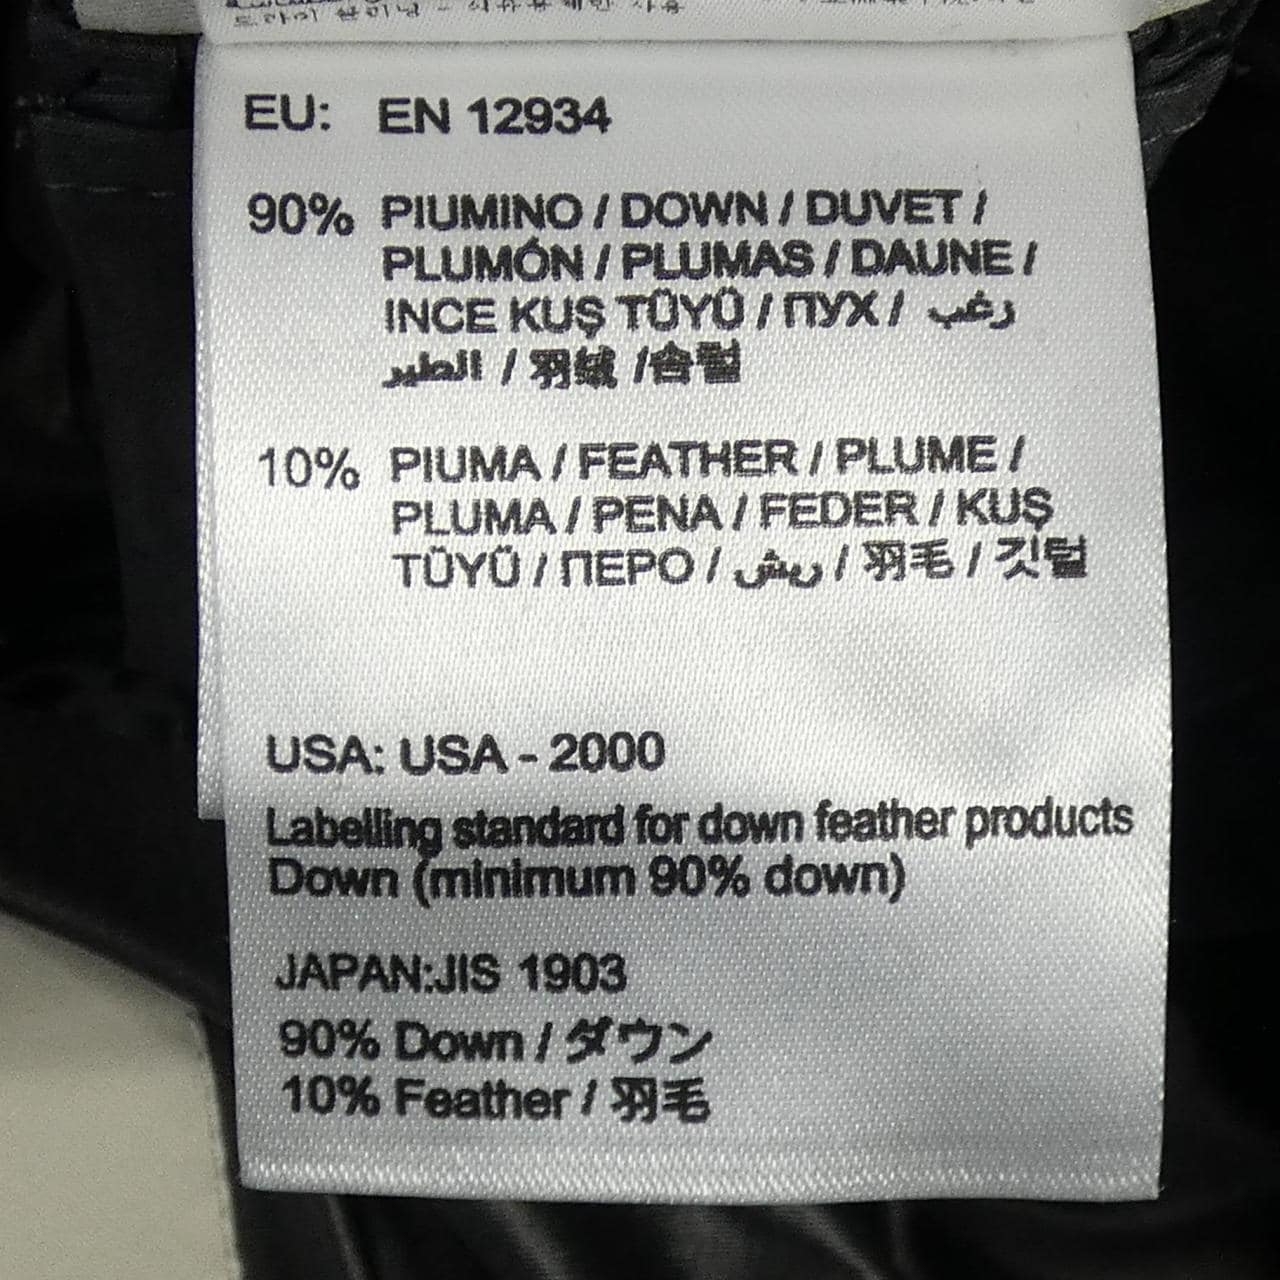 EU: EN 12934
90% PIUMINO / DOWN / DUVET /
PLUMÓN / PLUMAS / DAUNE /
INCE KUŞ TÜYÜ / ПУХ / زغب
الطير / 羽绒 /솜털
10% PIUMA / FEATHER / PLUME /
PLUMA / PENA / FEDER / KUŞ
TÜYÜ / ПЕРО / ريش / 羽毛 / 깃털
USA: USA - 2000
Labelling standard for down feather products
Down (minimum 90% down)
JAPAN:JIS 1903
90% Down / ダウン
10% Feather / 羽毛